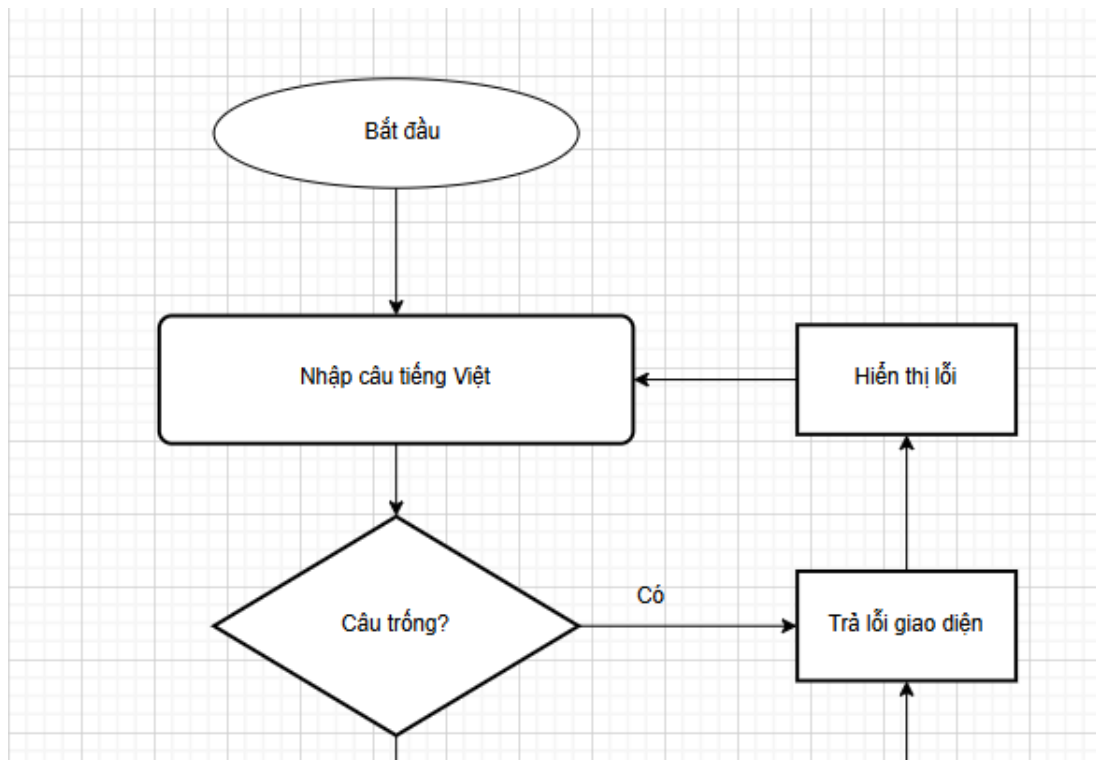 Bắt đầu
Nhập câu tiếng Việt
Hiển thị lỗi
Câu trống?
Có
Trả lỗi giao diện